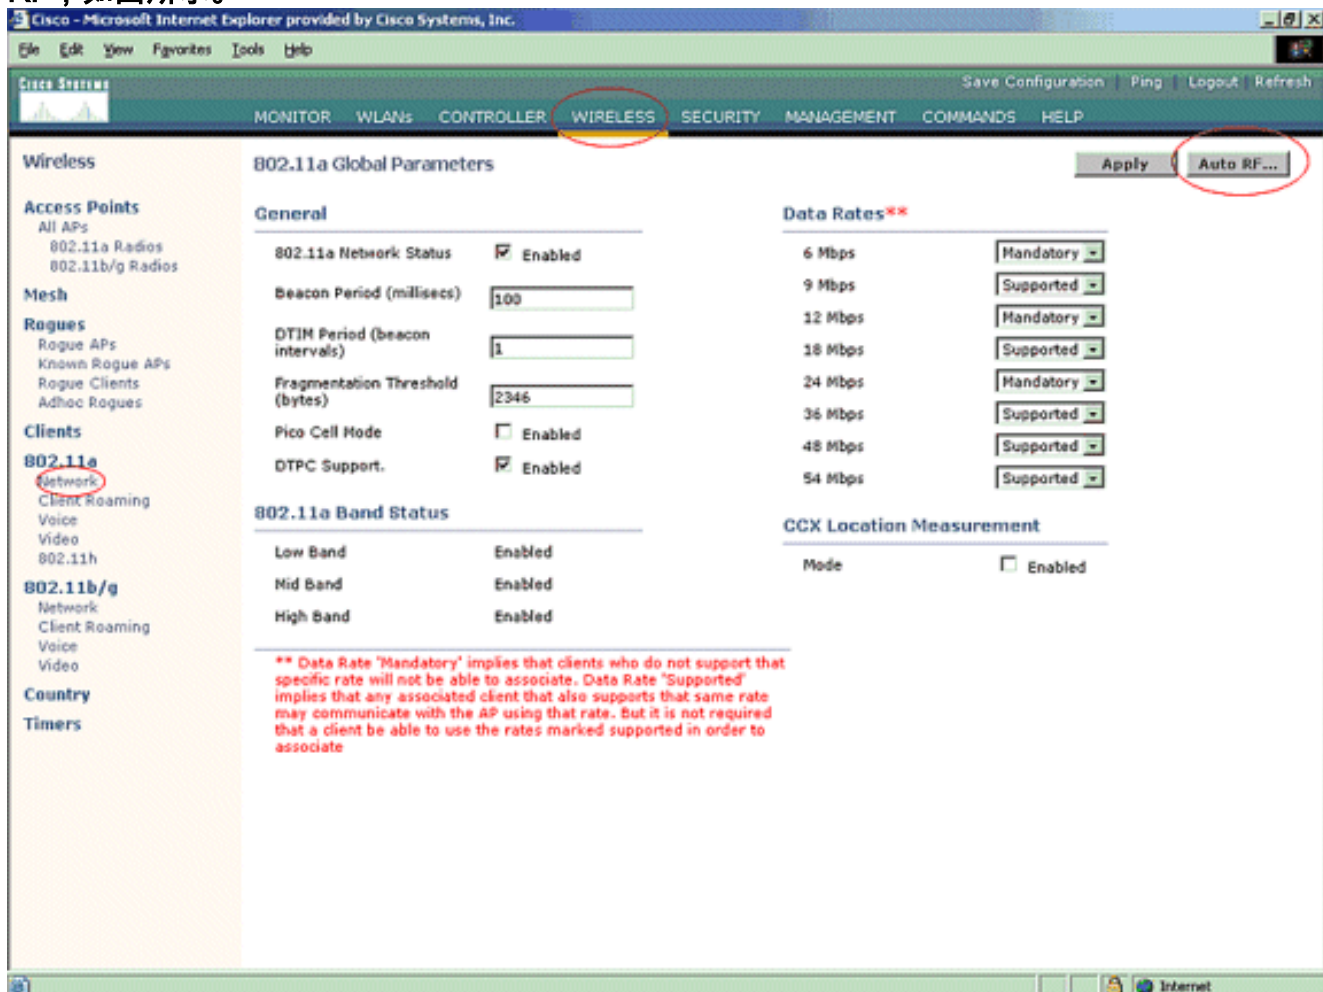 RF，如图所示。
Cisco - Microsoft Internet Explorer provided by Cisco Systems, Inc.
File Edit View Favorites Tools Help
Cisco Systems
Save Configuration | Ping | Logout | Refresh
MONITOR WLANs CONTROLLER WIRELESS SECURITY MANAGEMENT COMMANDS HELP
Wireless
Access Points
All APs
802.11a Radios
802.11b/g Radios
Mesh
Rogues
Rogue APs
Known Rogue APs
Rogue Clients
Adhoc Rogues
Clients
802.11a
Network
Client Roaming
Voice
Video
802.11h
802.11b/g
Network
Client Roaming
Voice
Video
Country
Timers
802.11a Global Parameters
Apply
Auto RF...
General
802.11a Network Status Enabled
Beacon Period (millisecs) 100
DTIM Period (beacon
intervals) 1
Fragmentation Threshold
(bytes) 2346
Pico Cell Mode Enabled
DTPC Support. Enabled
802.11a Band Status
Low Band Enabled
Mid Band Enabled
High Band Enabled
** Data Rate 'Mandatory' implies that clients who do not support that
specific rate will not be able to associate. Data Rate 'Supported'
implies that any associated client that also supports that same rate
may communicate with the AP using that rate. But it is not required
that a client be able to use the rates marked supported in order to
associate
Data Rates**
6 Mbps Mandatory
9 Mbps Supported
12 Mbps Mandatory
18 Mbps Supported
24 Mbps Mandatory
36 Mbps Supported
48 Mbps Supported
54 Mbps Supported
CCX Location Measurement
Mode Enabled
Internet